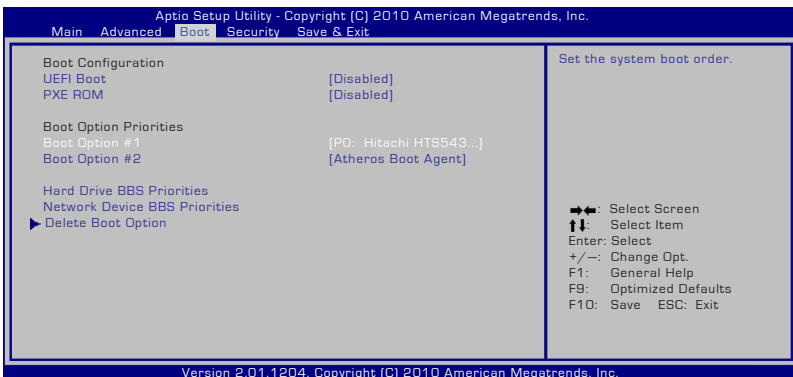 Aptio Setup Utility - Copyright (C) 2010 American Megatrends, Inc.
Main Advanced Boot Security Save & Exit
Boot Configuration
UEFI Boot [Disabled]
PXE ROM [Disabled]
Boot Option Priorities
Boot Option #1 [P0: Hitachi HTS543...]
Boot Option #2 [Atheros Boot Agent]
Hard Drive BBS Priorities
Network Device BBS Priorities
Delete Boot Option
Set the system boot order.
→←: Select Screen
↑↓: Select Item
Enter: Select
+/—: Change Opt.
F1: General Help
F9: Optimized Defaults
F10: Save ESC: Exit
Version 2.01.1204. Copyright (C) 2010 American Megatrends, Inc.